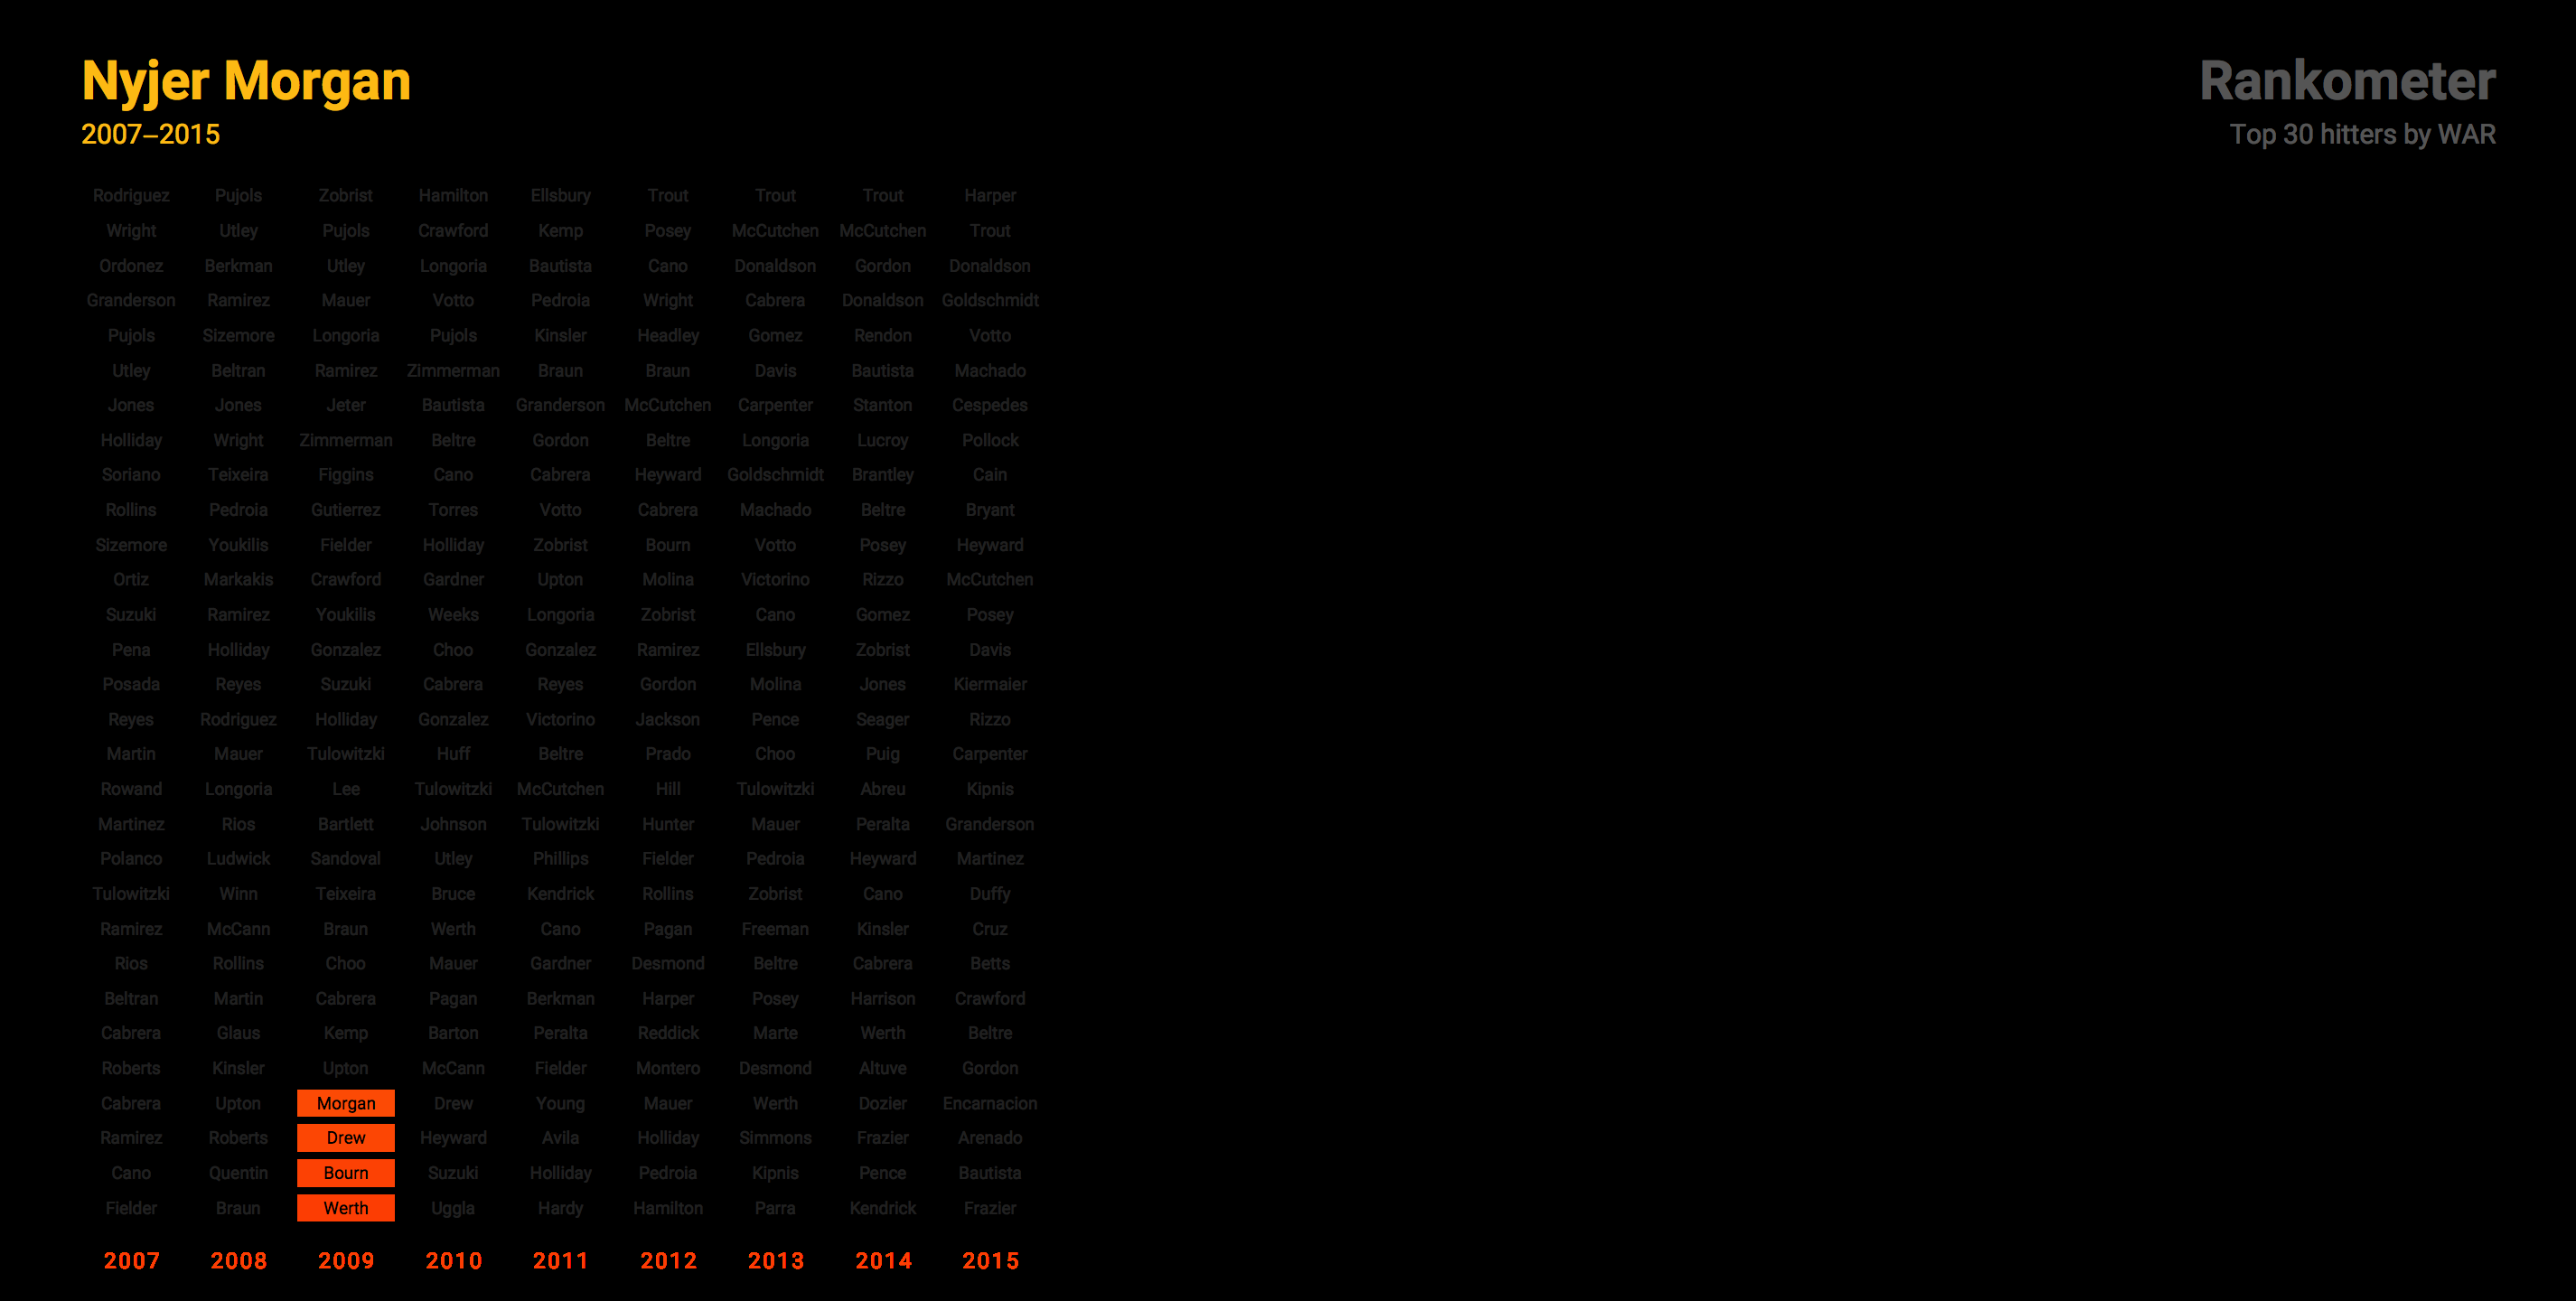 Nyjer Morgan
2007–2015
Rankometer
Top 30 hitters by WAR
Rodriguez Pujols Zobrist Hamilton Ellsbury Trout Trout Trout Harper
Wright Utley Pujols Crawford Kemp Posey McCutchen McCutchen Trout
Ordonez Berkman Utley Longoria Bautista Cano Donaldson Gordon Donaldson
Granderson Ramirez Mauer Votto Pedroia Wright Cabrera Donaldson Goldschmidt
Pujols Sizemore Longoria Pujols Kinsler Headley Gomez Rendon Votto
Utley Beltran Ramirez Zimmerman Braun Braun Davis Bautista Machado
Jones Jones Jeter Bautista Granderson McCutchen Carpenter Stanton Cespedes
Holliday Wright Zimmerman Beltre Gordon Beltre Longoria Lucroy Pollock
Soriano Teixeira Figgins Cano Cabrera Heyward Goldschmidt Brantley Cain
Rollins Pedroia Gutierrez Torres Votto Cabrera Machado Beltre Bryant
Sizemore Youkilis Fielder Holliday Zobrist Bourn Votto Posey Heyward
Ortiz Markakis Crawford Gardner Upton Molina Victorino Rizzo McCutchen
Suzuki Ramirez Youkilis Weeks Longoria Zobrist Cano Gomez Posey
Pena Holliday Gonzalez Choo Gonzalez Ramirez Ellsbury Zobrist Davis
Posada Reyes Suzuki Cabrera Reyes Gordon Molina Jones Kiermaier
Reyes Rodriguez Holliday Gonzalez Victorino Jackson Pence Seager Rizzo
Martin Mauer Tulowitzki Huff Beltre Prado Choo Puig Carpenter
Rowand Longoria Lee Tulowitzki McCutchen Hill Tulowitzki Abreu Kipnis
Martinez Rios Bartlett Johnson Tulowitzki Hunter Mauer Peralta Granderson
Polanco Ludwick Sandoval Utley Phillips Fielder Pedroia Heyward Martinez
Tulowitzki Winn Teixeira Bruce Kendrick Rollins Zobrist Cano Duffy
Ramirez McCann Braun Werth Cano Pagan Freeman Kinsler Cruz
Rios Rollins Choo Mauer Gardner Desmond Beltre Cabrera Betts
Beltran Martin Cabrera Pagan Berkman Harper Posey Harrison Crawford
Cabrera Glaus Kemp Barton Peralta Reddick Marte Werth Beltre
Roberts Kinsler Upton McCann Fielder Montero Desmond Altuve Gordon
Cabrera Upton Morgan Drew Young Mauer Werth Dozier Encarnacion
Ramirez Roberts Drew Heyward Avila Holliday Simmons Frazier Arenado
Cano Quentin Bourn Suzuki Holliday Pedroia Kipnis Pence Bautista
Fielder Braun Werth Uggla Hardy Hamilton Parra Kendrick Frazier
2007 2008 2009 2010 2011 2012 2013 2014 2015